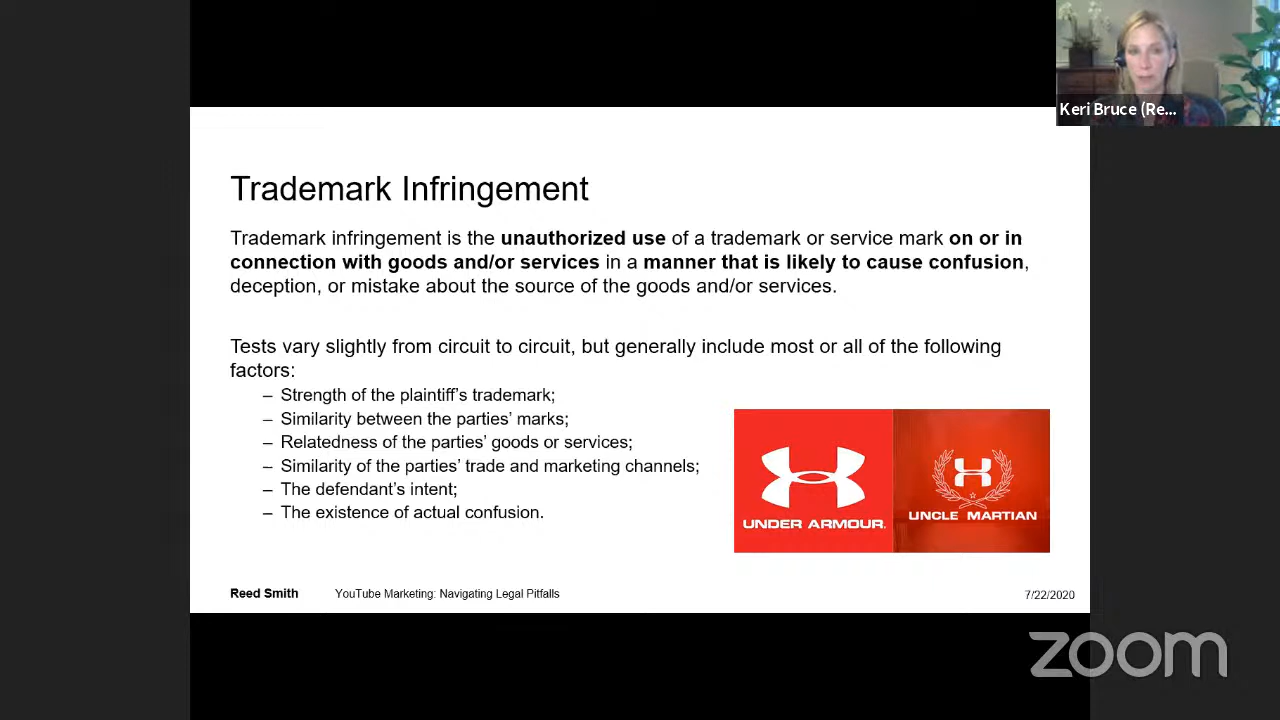 Keri Bruce (Re...
Trademark Infringement
Trademark infringement is the unauthorized use of a trademark or service mark on or in
connection with goods and/or services in a manner that is likely to cause confusion,
deception, or mistake about the source of the goods and/or services.
Tests vary slightly from circuit to circuit, but generally include most or all of the following
factors:
– Strength of the plaintiff's trademark;
– Similarity between the parties' marks;
– Relatedness of the parties' goods or services;
– Similarity of the parties' trade and marketing channels;
– The defendant's intent;
– The existence of actual confusion.
UNDER ARMOUR.
UNCLE MARTIAN
Reed Smith
YouTube Marketing: Navigating Legal Pitfalls
7/22/2020
zoom